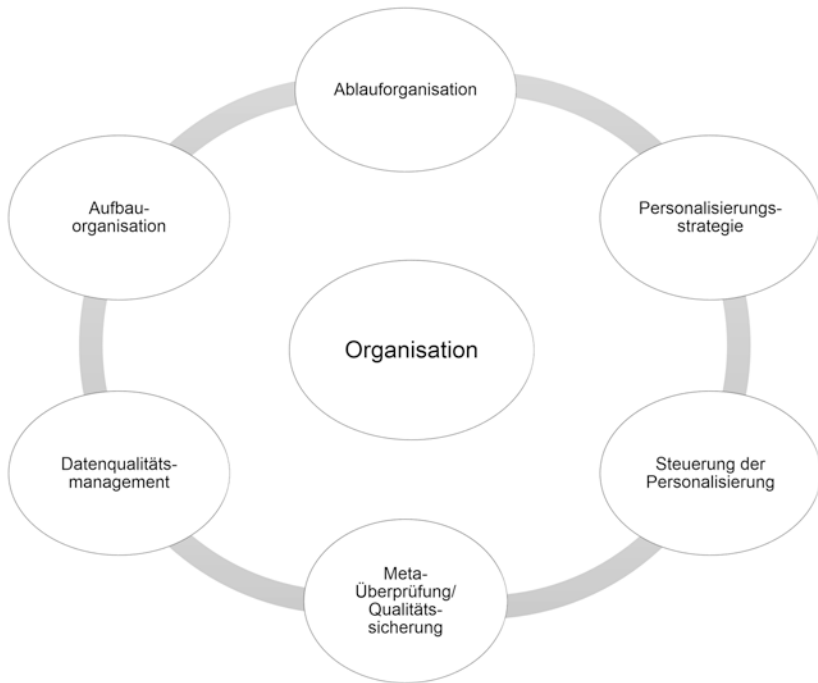 Ablauforganisation
Aufbau-
organisation
Personalisierungs-
strategie
Organisation
Datenqualitäts-
management
Steuerung der
Personalisierung
Meta-
Überprüfung/
Qualitäts-
sicherung